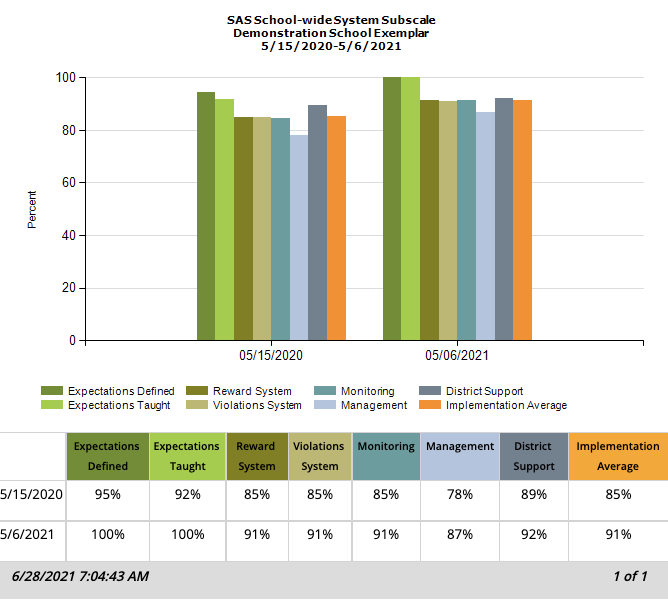 SAS School-wide System Subscale
Demonstration School Exemplar
5/15/2020-5/6/2021
100
80
60
40
20
0
Percent
05/15/2020 05/06/2021
Expectations Defined Reward System Monitoring District Support
Expectations Taught Violations System Management Implementation Average
Expectations Defined Expectations Taught Reward System Violations System Monitoring Management District Support Implementation Average
5/15/2020 95% 92% 85% 85% 85% 78% 89% 85%
5/6/2021 100% 100% 91% 91% 91% 87% 92% 91%
6/28/2021 7:04:43 AM 1 of 1